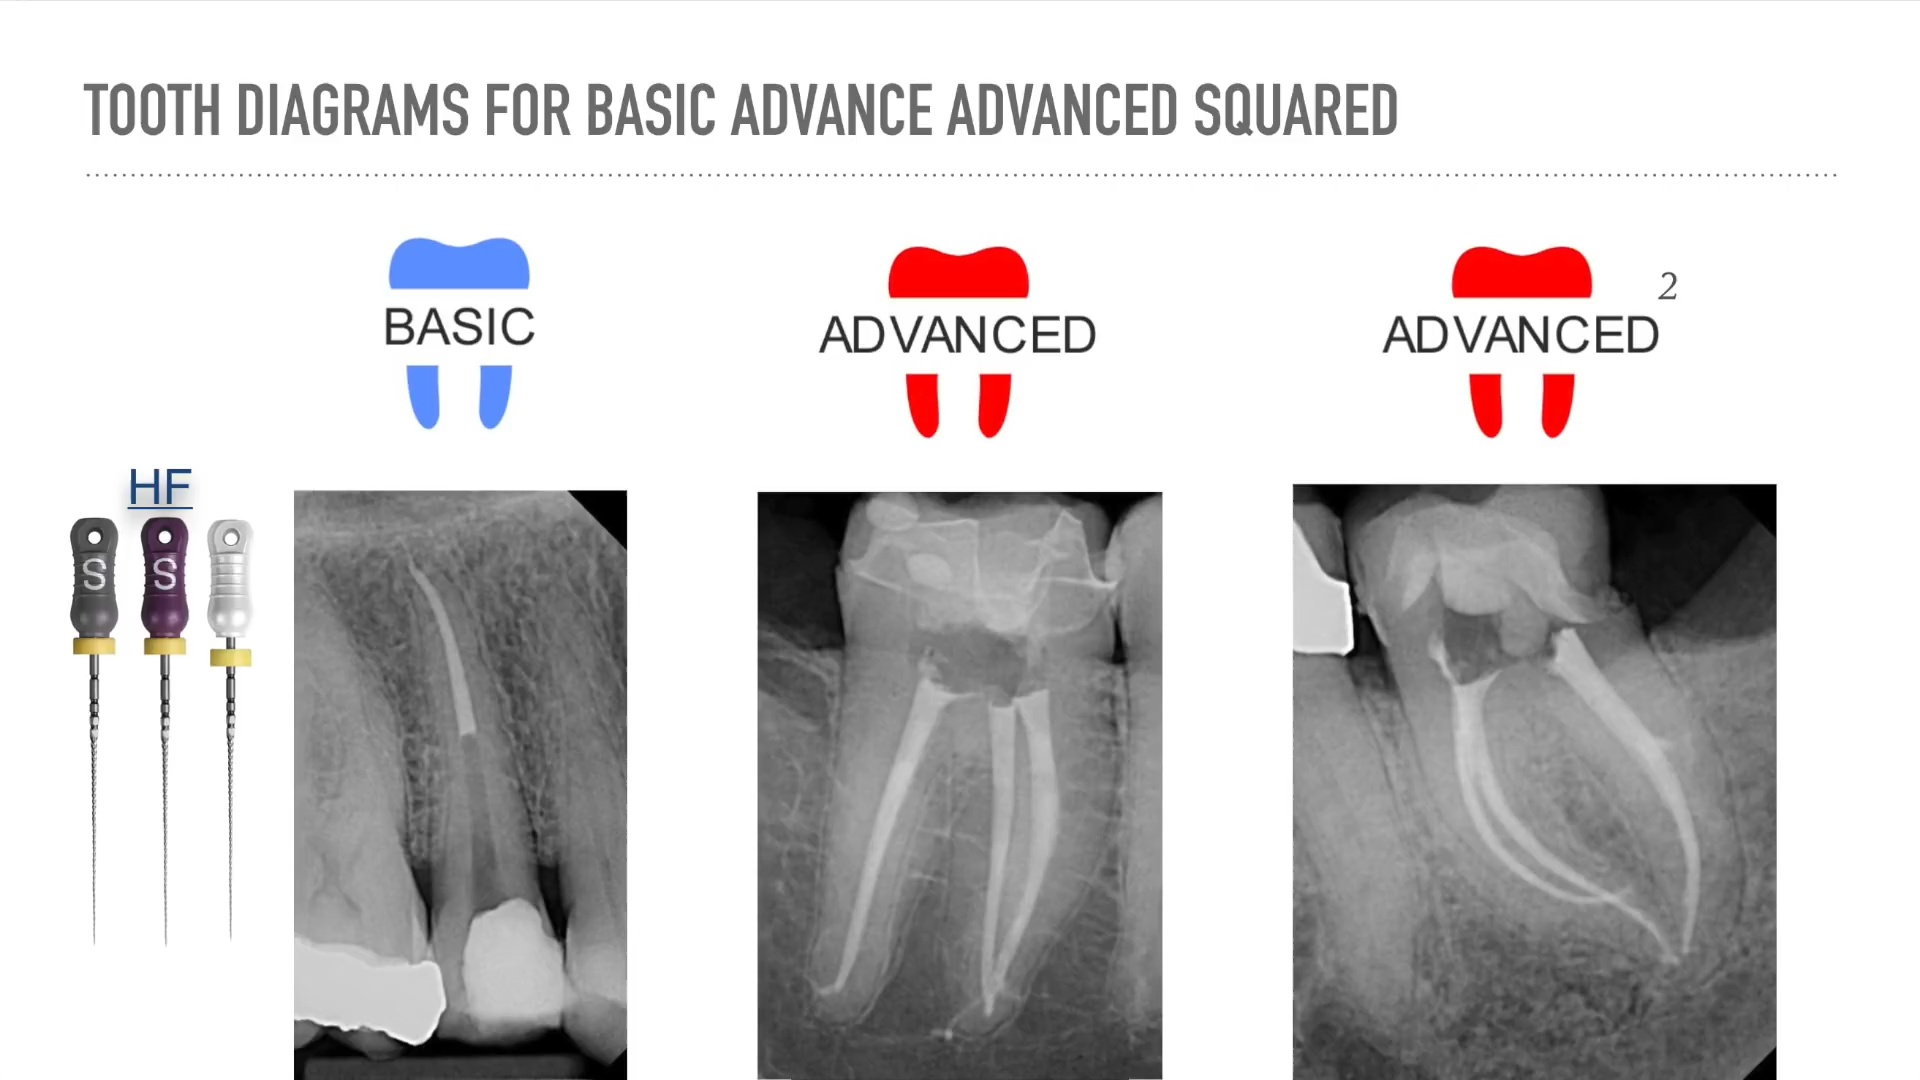 TOOTH DIAGRAMS FOR BASIC ADVANCE ADVANCED SQUARED
BASIC
ADVANCED
ADVANCED 2
HF
S S